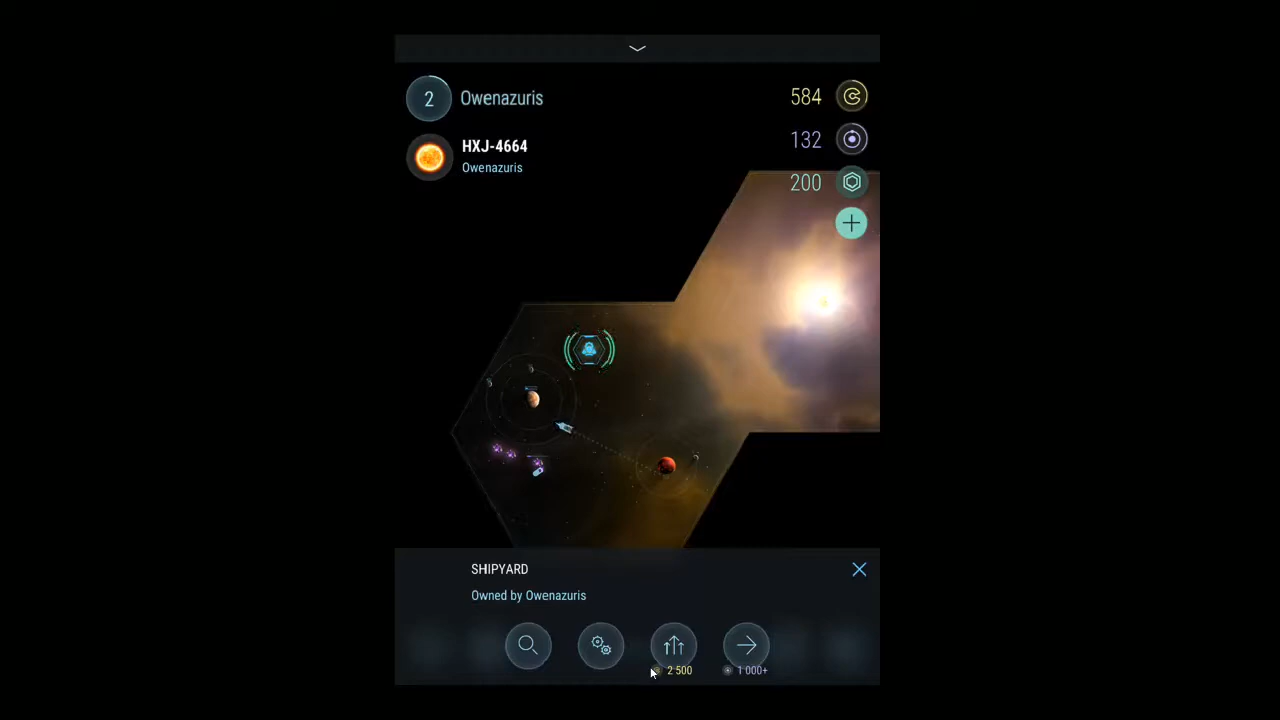 2 Owenazuris
584
HXJ-4664
132
Owenazuris
200
SHIPYARD
Owned by Owenazuris
2 500
1 000+